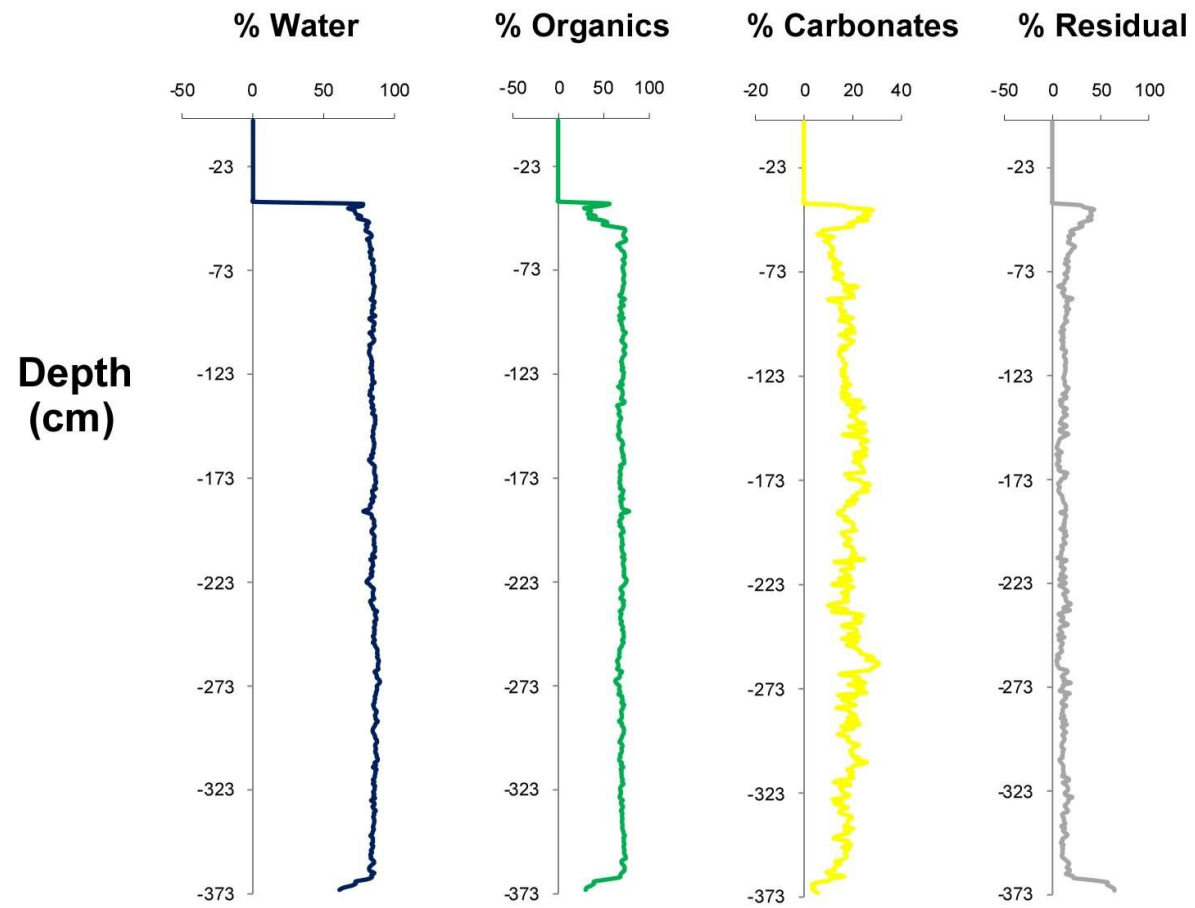 % Water % Organics % Carbonates % Residual
-50 0 50 100 -50 0 50 100 -20 0 20 40 -50 0 50 100
-23 -23 -23 -23
-73 -73 -73 -73
Depth
(cm)
-123 -123 -123 -123
-173 -173 -173 -173
-223 -223 -223 -223
-273 -273 -273 -273
-323 -323 -323 -323
-373 -373 -373 -373